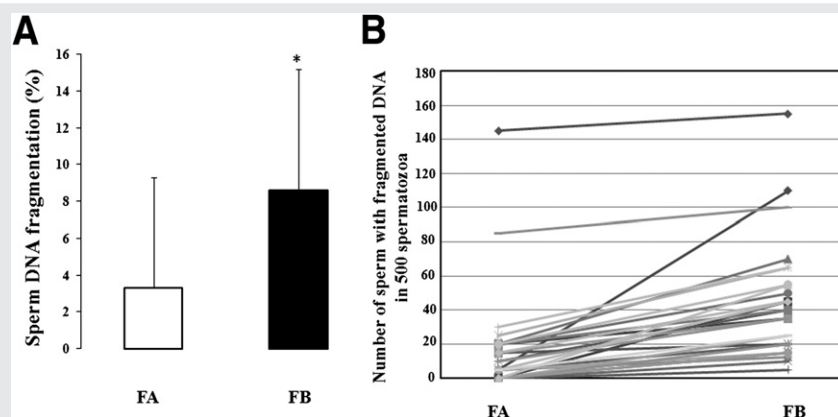 A
Sperm DNA fragmentation (%)
16
14
12
10
8
6
4
2
0
*
FA
FB
B
Number of sperm with fragmented DNA
in 500 spermatozoa
180
160
140
120
100
80
60
40
20
0
FA
FB